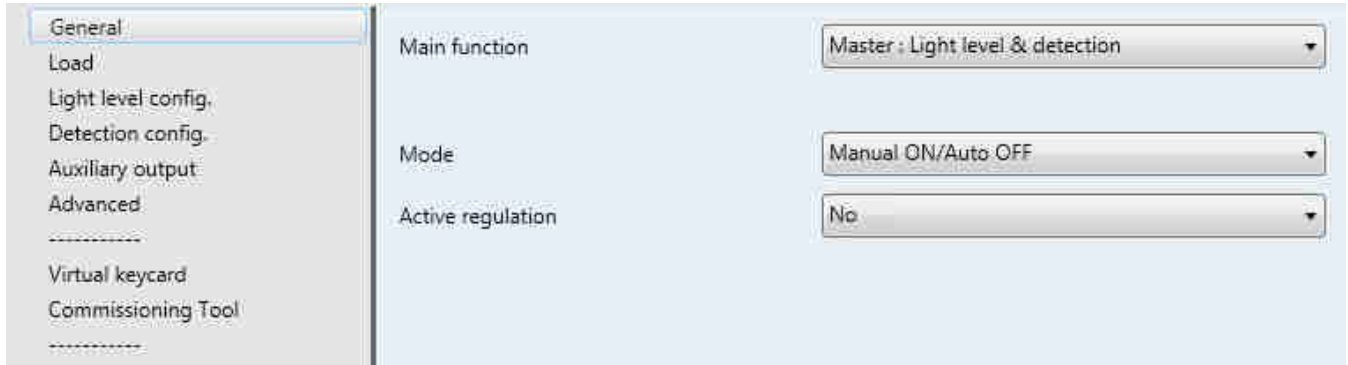 General
Load
Light level config.
Detection config.
Auxiliary output
Advanced
-----------
Virtual keycard
Commissioning Tool
-----------
Main function
Master : Light level & detection
Mode
Manual ON/Auto OFF
Active regulation
No